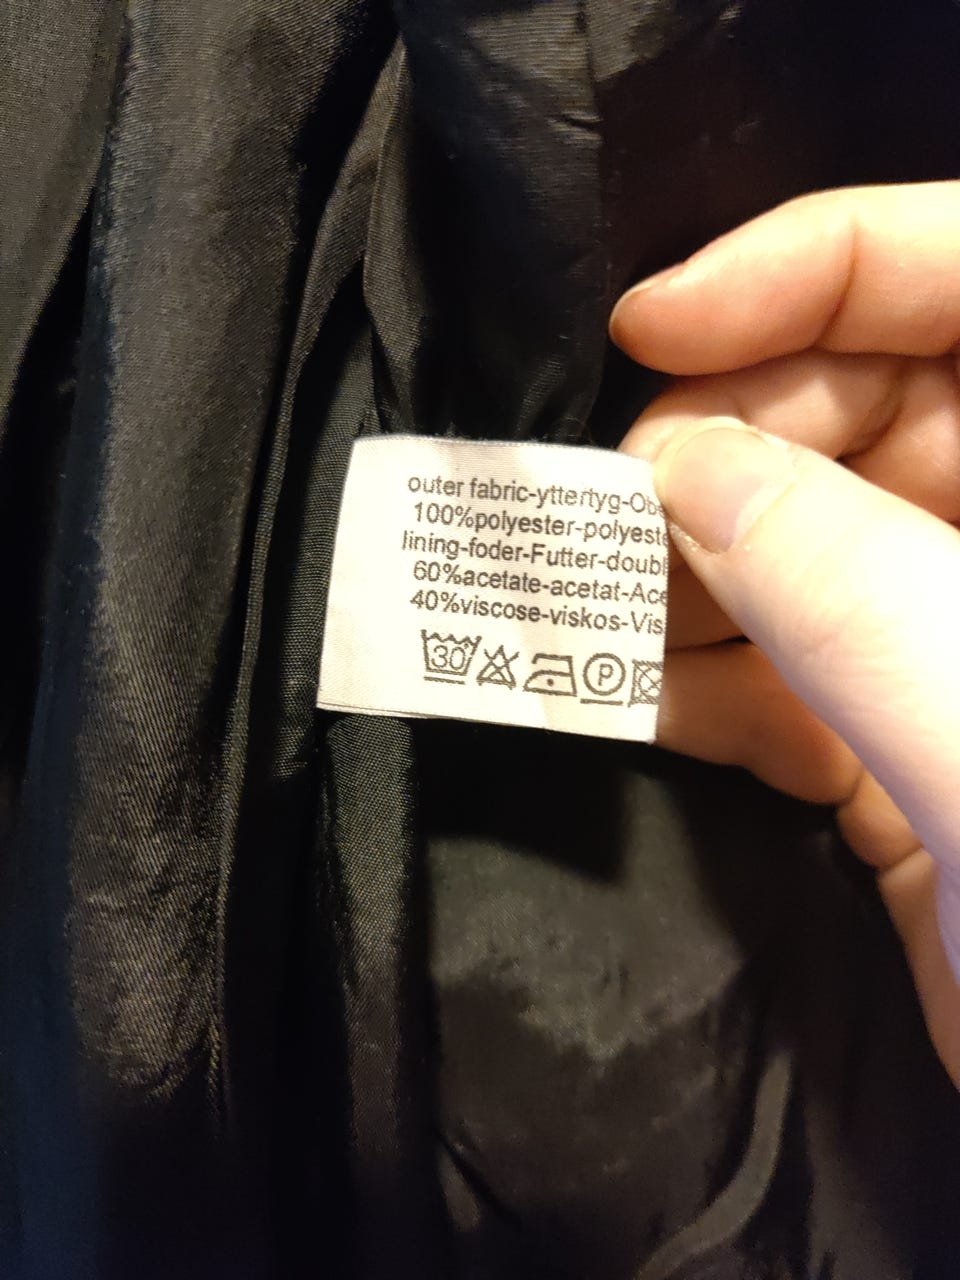 outer fabric-yttertyg-Obe
100%polyester-polyeste
lining-foder-Futter-doubl
60%acetate-acetat-Ace
40%viscose-viskos-Vis
30 P